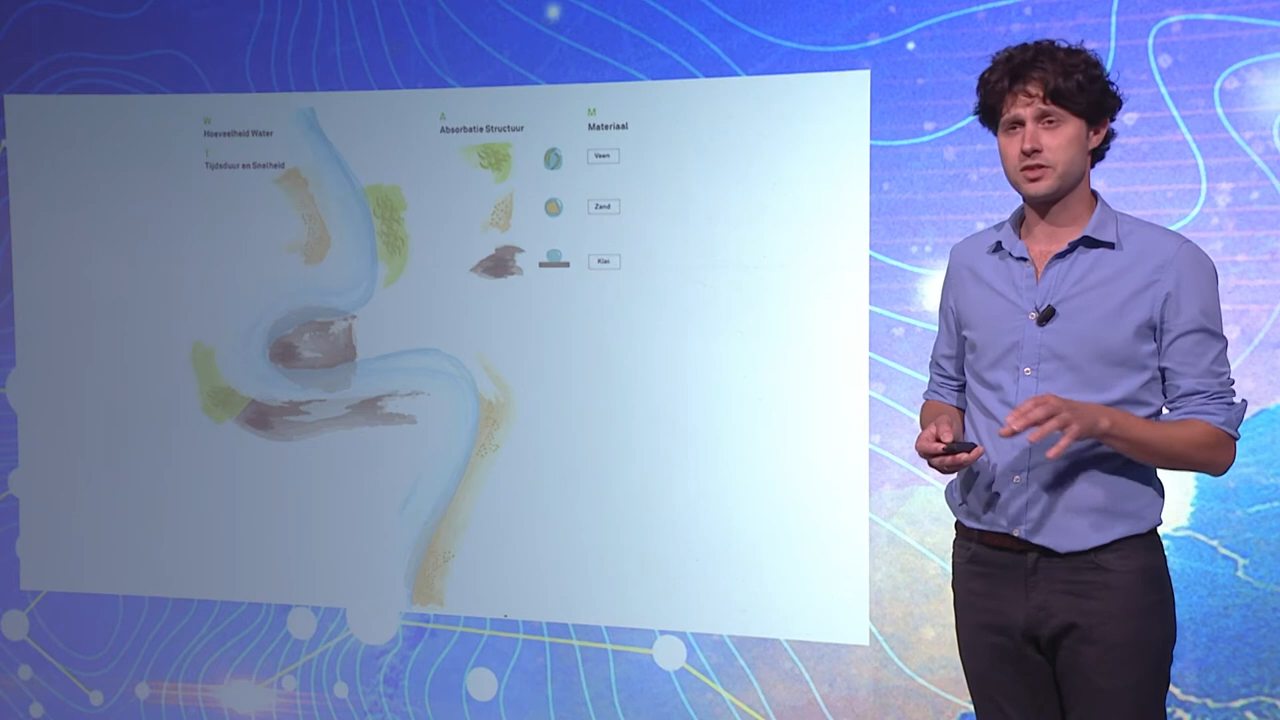 W
Hoeveelheid Water
T
Tijdsduur en Snelheid
A
Absorbatie Structuur
M
Materiaal
Veen
Zand
Klei